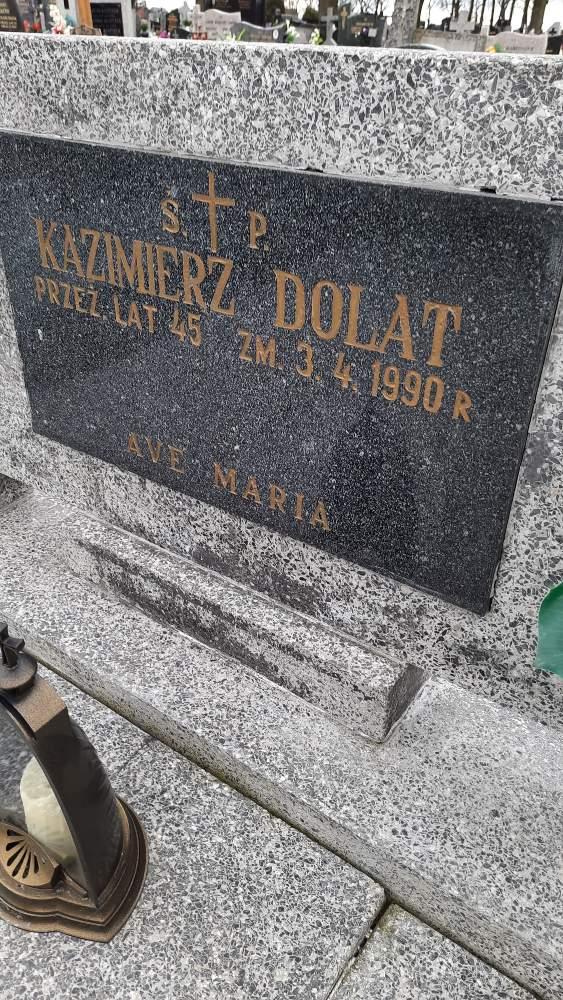 Ś. P.
KAZIMIERZ DOLAT
PRZEŻ. LAT 45 ZM. 3. 4. 1990 R
AVE MARIA